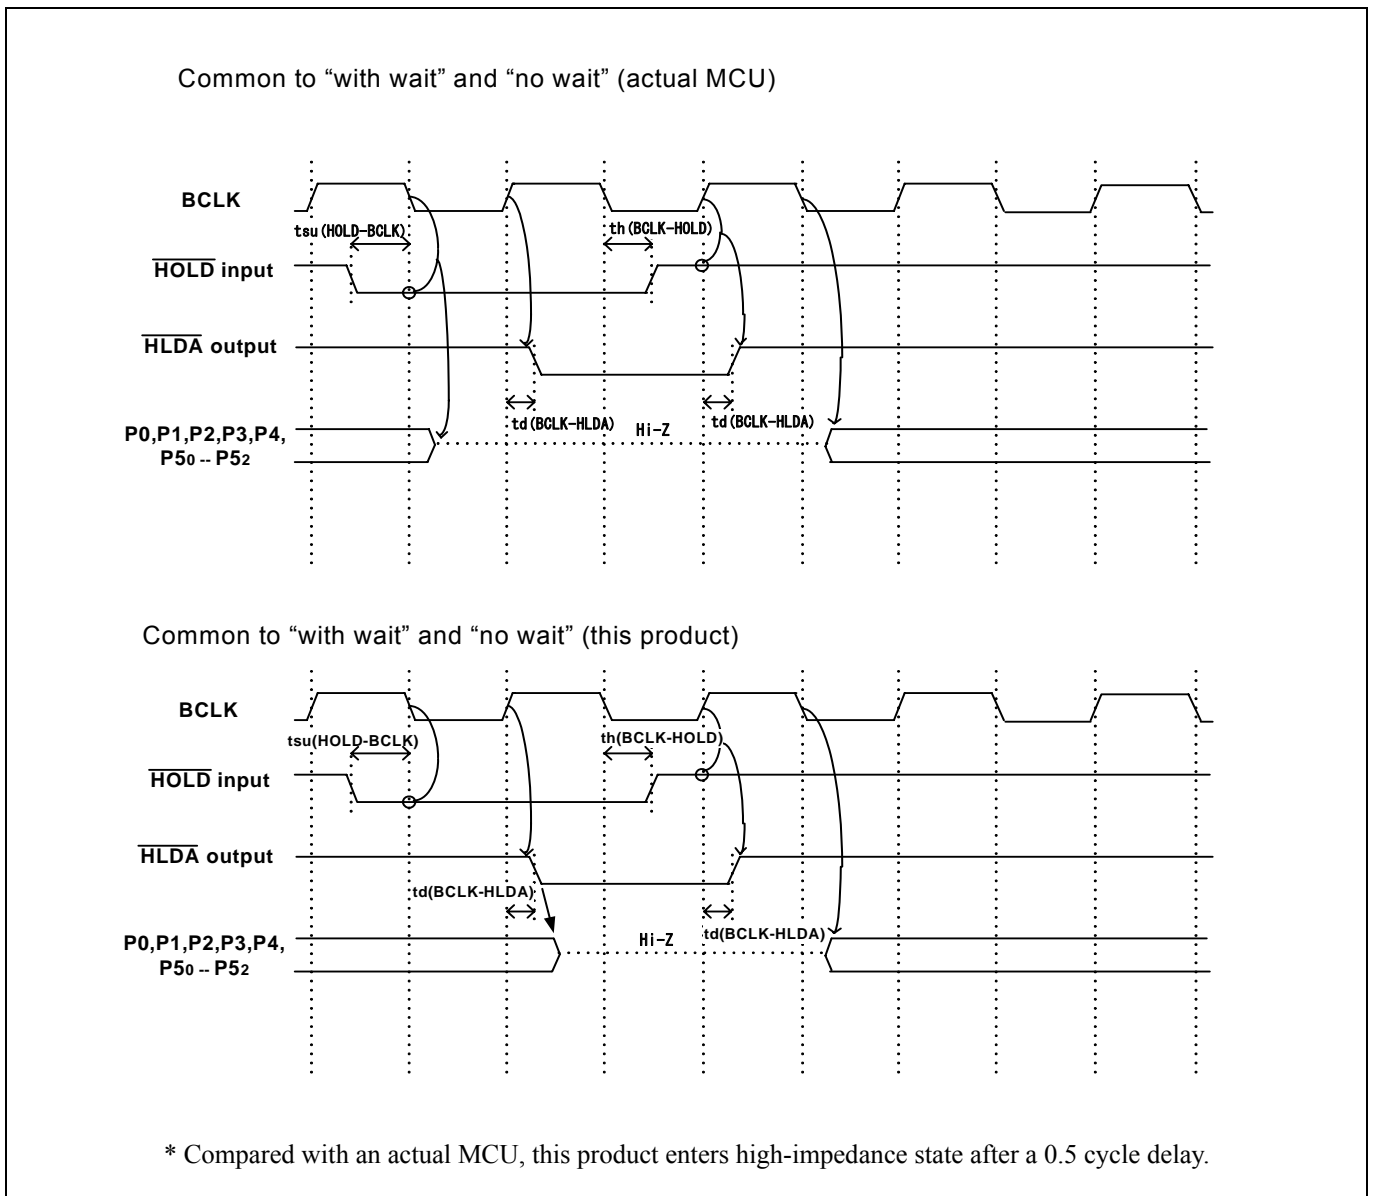 Common to “with wait” and “no wait” (actual MCU)
BCLK
tsu(HOLD-BCLK)
th(BCLK-HOLD)
HOLD input
HLDA output
td(BCLK-HLDA)
td(BCLK-HLDA)
Hi-Z
P0,P1,P2,P3,P4,
P50 -- P52
Common to “with wait” and “no wait” (this product)
BCLK
tsu(HOLD-BCLK)
th(BCLK-HOLD)
HOLD input
HLDA output
td(BCLK-HLDA)
td(BCLK-HLDA)
Hi-Z
P0,P1,P2,P3,P4,
P50 -- P52
* Compared with an actual MCU, this product enters high-impedance state after a 0.5 cycle delay.